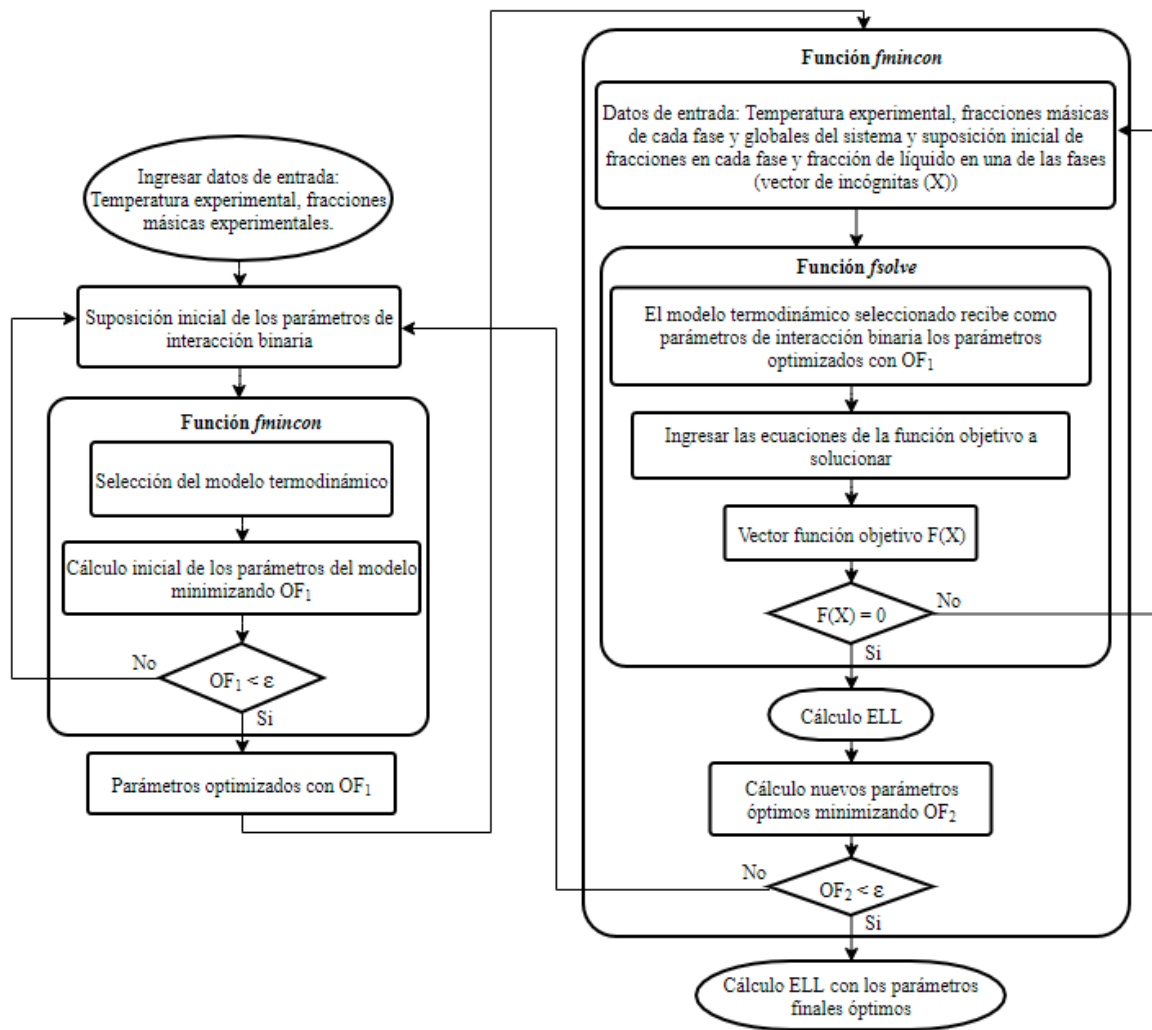 Ingresar datos de entrada:
Temperatura experimental, fracciones
másicas experimentales.
Suposición inicial de los parámetros de
interacción binaria
Función fmincon
Selección del modelo termodinámico
Cálculo inicial de los parámetros del modelo
minimizando OF₁
No
OF₁ < ε
Si
Parámetros optimizados con OF₁
Función fmincon
Datos de entrada: Temperatura experimental, fracciones másicas
de cada fase y globales del sistema y suposición inicial de
fracciones en cada fase y fracción de líquido en una de las fases
(vector de incógnitas (X))
Función fsolve
El modelo termodinámico seleccionado recibe como
parámetros de interacción binaria los parámetros
optimizados con OF₁
Ingresar las ecuaciones de la función objetivo a
solucionar
Vector función objetivo F(X)
F(X) = 0
No
Si
Cálculo ELL
Cálculo nuevos parámetros
óptimos minimizando OF₂
No
OF₂ < ε
Si
Cálculo ELL con los parámetros
finales óptimos